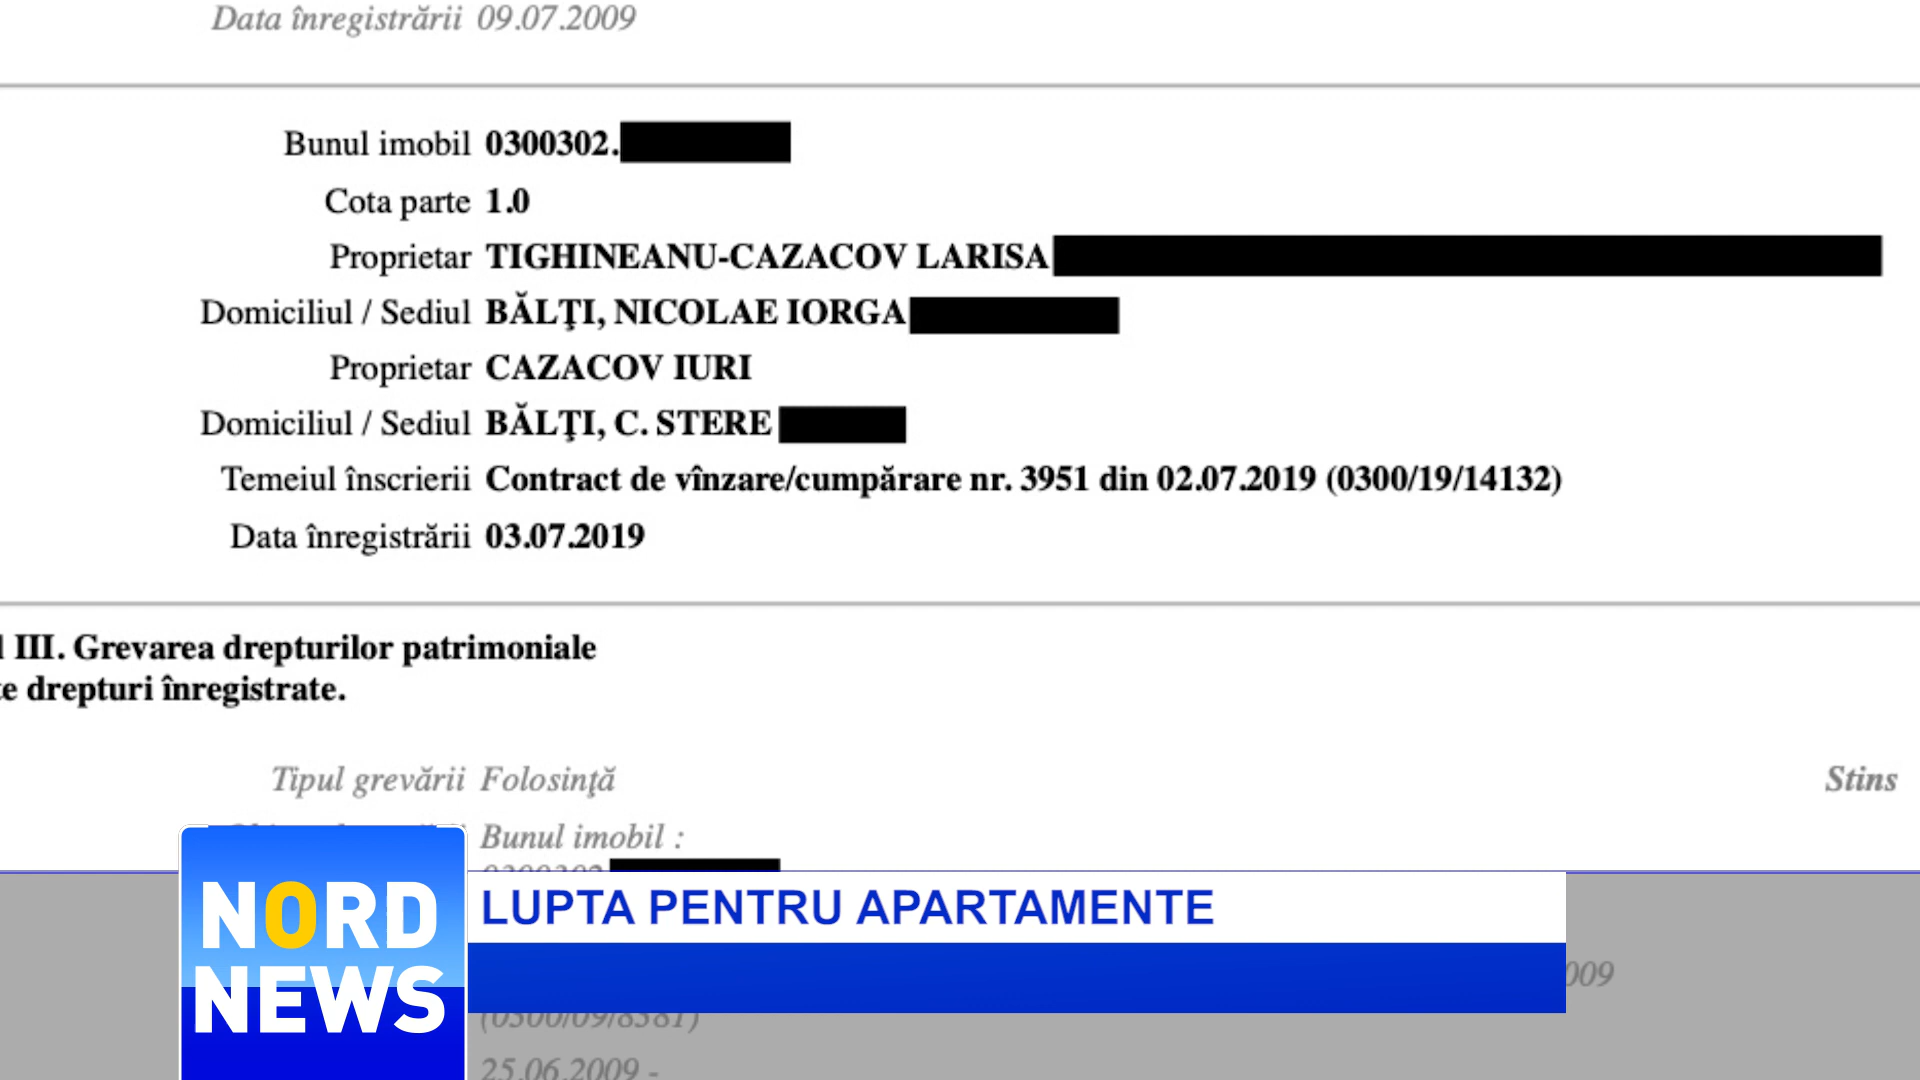 Data înregistrării 09.07.2009
Bunul imobil 0300302.
Cota parte 1.0
Proprietar TIGHINEANU-CAZACOV LARISA
Domiciliul / Sediul BĂLŢI, NICOLAE IORGA
Proprietar CAZACOV IURI
Domiciliul / Sediul BĂLŢI, C. STERE
Temeiul înscrierii Contract de vînzare/cumpărare nr. 3951 din 02.07.2019 (0300/19/14132)
Data înregistrării 03.07.2019
III. Grevarea drepturilor patrimoniale
drepturi înregistrate.
Tipul grevării Folosinţă Stins
Bunul imobil :
LUPTA PENTRU APARTAMENTE
NORD
NEWS
009
(0300/09/8381)
25.06.2009 -